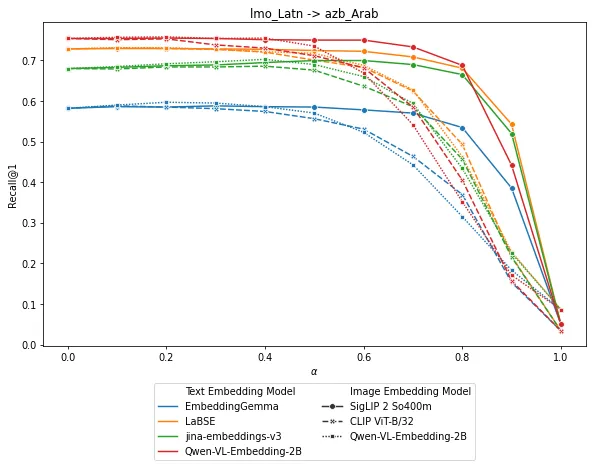 lmo_Latn -> azb_Arab
Recall@1
0.7
0.6
0.5
0.4
0.3
0.2
0.1
0.0
0.0 0.2 0.4 0.6 0.8 1.0
α
Text Embedding Model Image Embedding Model
EmbeddingGemma SigLIP 2 So400m
LaBSE CLIP ViT-B/32
jina-embeddings-v3 Qwen-VL-Embedding-2B
Qwen-VL-Embedding-2B